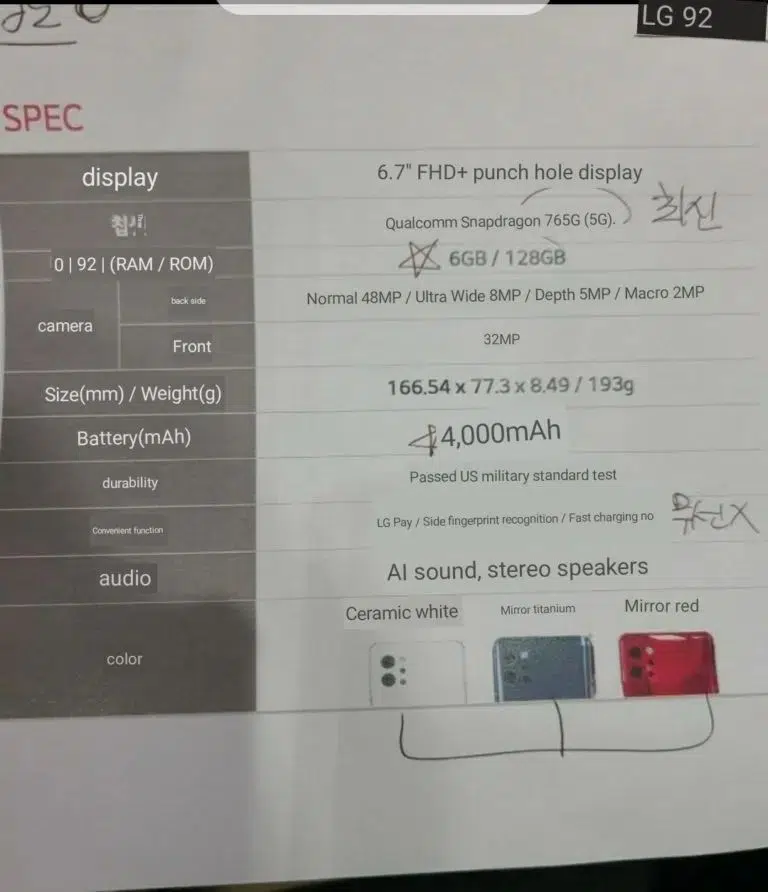 LG 92
SPEC
display 6.7" FHD+ punch hole display
Qualcomm Snapdragon 765G (5G). 최신
0 | 92 | (RAM / ROM) 6GB / 128GB
camera back side Normal 48MP / Ultra Wide 8MP / Depth 5MP / Macro 2MP
Front 32MP
Size(mm) / Weight(g) 166.54 x 77.3 x 8.49 / 193g
Battery(mAh) 4,000mAh
durability Passed US military standard test
Convenient function LG Pay / Side fingerprint recognition / Fast charging no 무선X
audio AI sound, stereo speakers
color Ceramic white Mirror titanium Mirror red